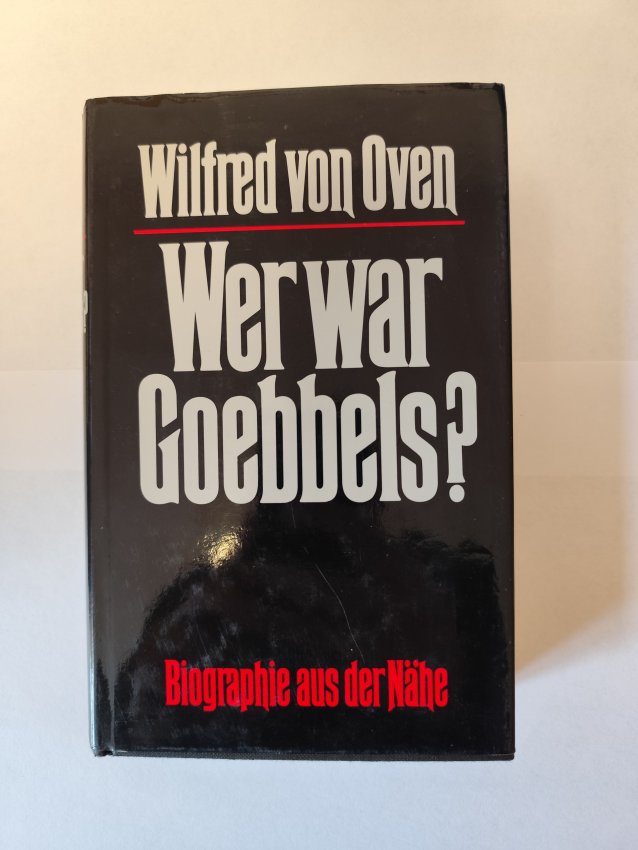 Wilfred von Oven
Wer war
Goebbels?
Biographie aus der Nähe